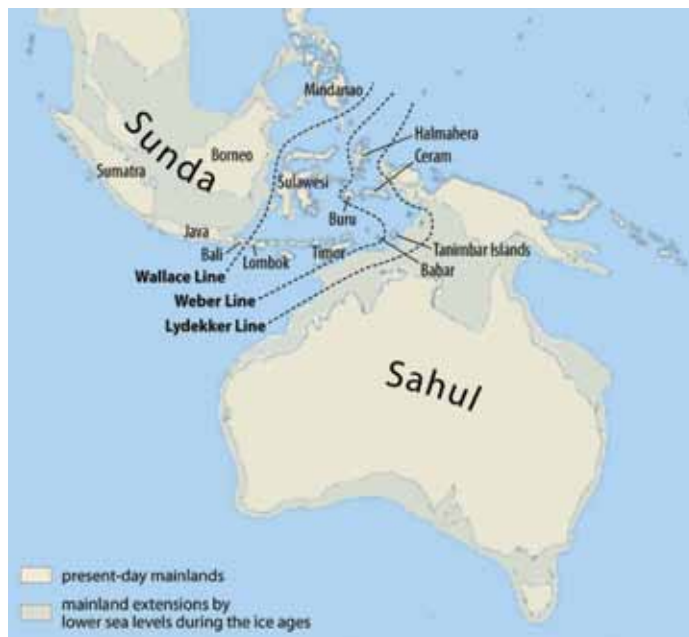 Mindanao
Halmahera
Ceram
Sunda
Borneo
Sumatra
Sulawesi
Buru
Java
Bali
Lombok
Timor
Tanimbar Islands
Babar
Wallace Line
Weber Line
Lydekker Line
Sahul
present-day mainlands
mainland extensions by
lower sea levels during the ice ages